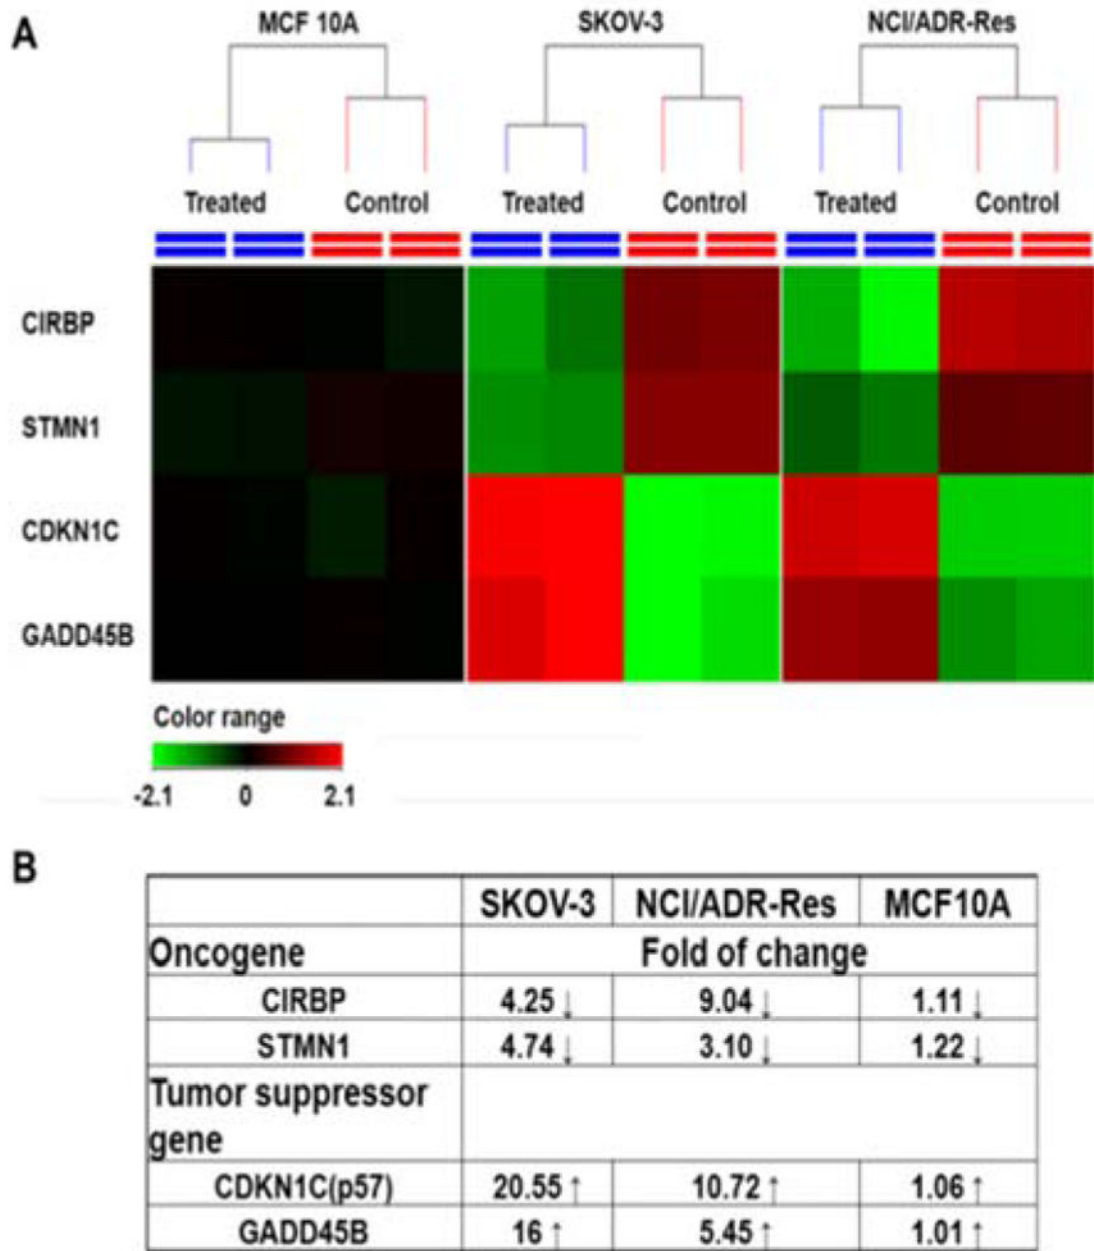 A
MCF 10A SKOV-3 NCI/ADR-Res
Treated Control Treated Control Treated Control
CIRBP
STMN1
CDKN1C
GADD45B
Color range
-2.1 0 2.1
B
SKOV-3 NCI/ADR-Res MCF10A
Oncogene Fold of change
CIRBP 4.25 ↓ 9.04 ↓ 1.11 ↓
STMN1 4.74 ↓ 3.10 ↓ 1.22 ↓
Tumor suppressor
gene
CDKN1C(p57) 20.55 ↑ 10.72 ↑ 1.06 ↑
GADD45B 16 ↑ 5.45 ↑ 1.01 ↑